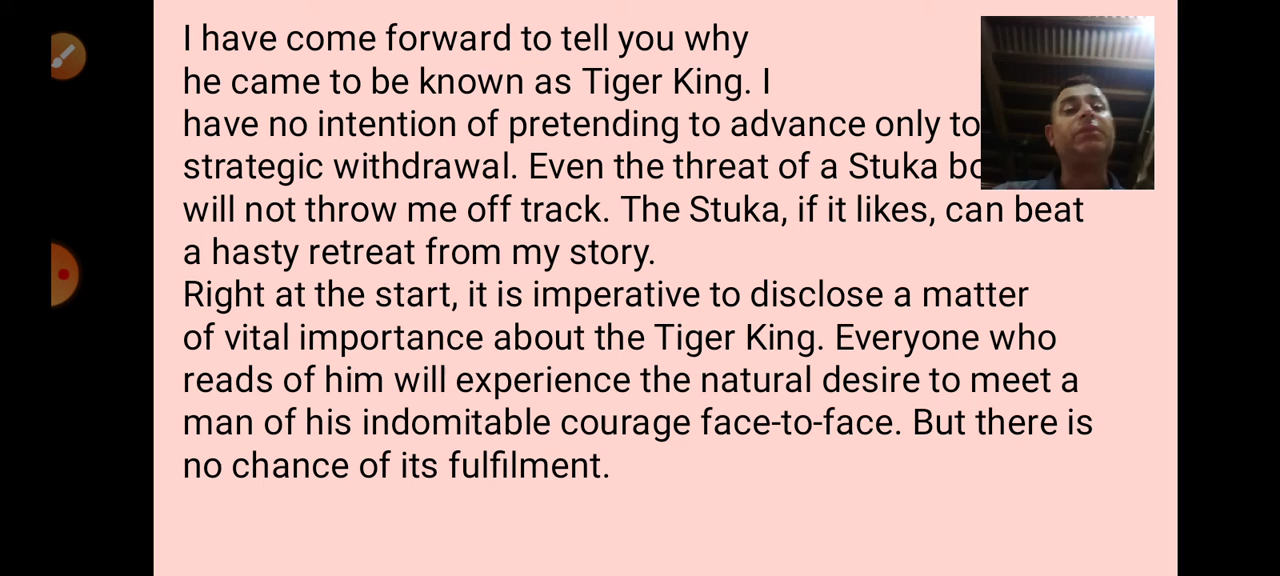 I have come forward to tell you why
he came to be known as Tiger King. I
have no intention of pretending to advance only to
strategic withdrawal. Even the threat of a Stuka
will not throw me off track. The Stuka, if it likes, can beat
a hasty retreat from my story.
Right at the start, it is imperative to disclose a matter
of vital importance about the Tiger King. Everyone who
reads of him will experience the natural desire to meet a
man of his indomitable courage face-to-face. But there is
no chance of its fulfilment.